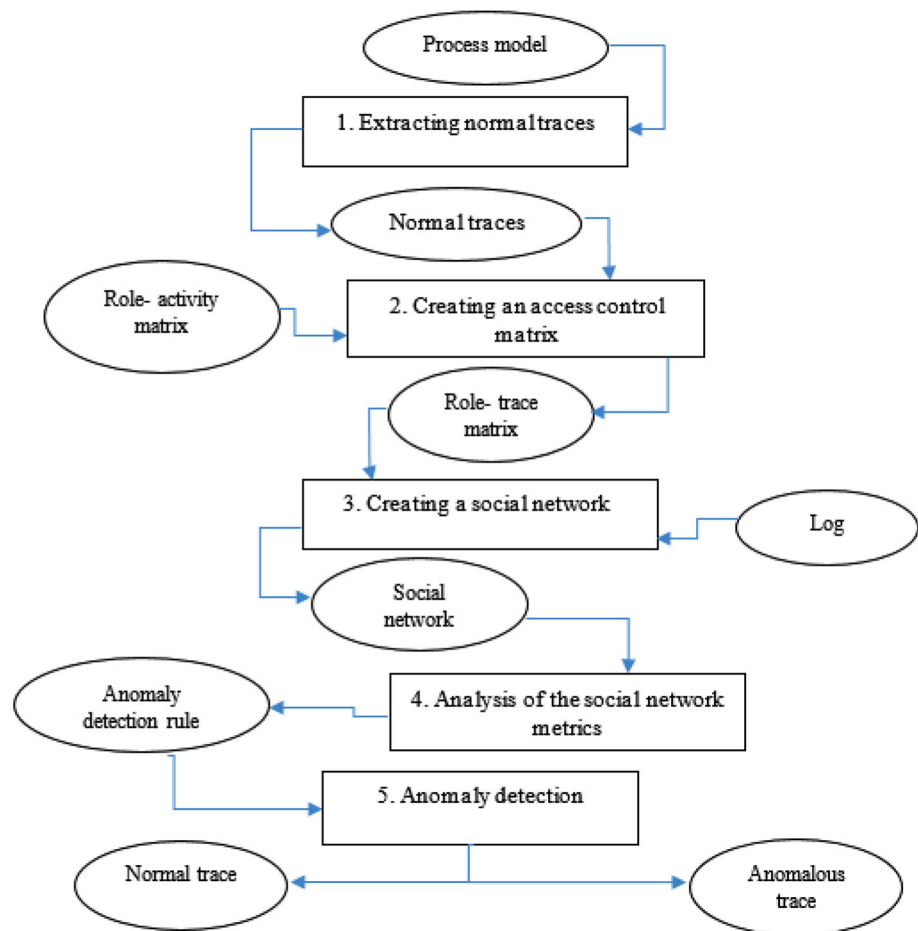 Process model
1. Extracting normal traces
Normal traces
Role- activity
matrix
2. Creating an access control
matrix
Role- trace
matrix
3. Creating a social network
Log
Social
network
Anomaly
detection rule
4. Analysis of the social network
metrics
5. Anomaly detection
Normal trace
Anomalous
trace